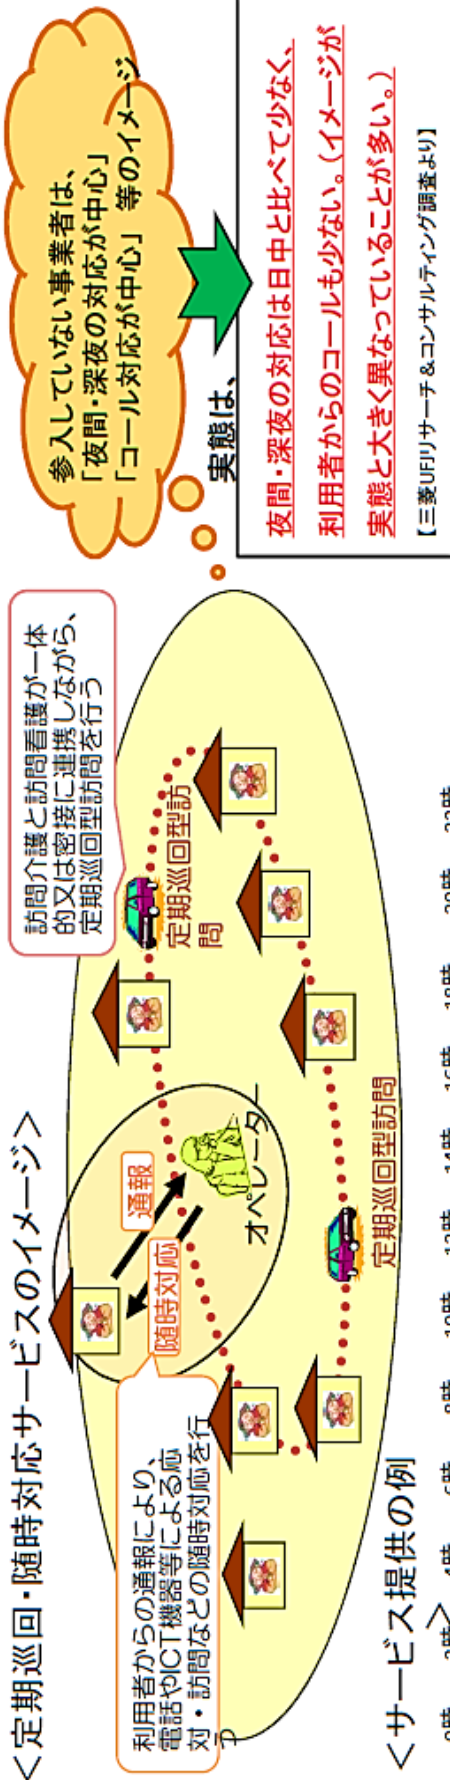 <定期巡回・随時対応サービスのイメージ>
訪問介護と訪問看護が一体
的又は密接に連携しながら、
定期巡回型訪問を行う
参入していない事業者は、
「夜間・深夜の対応が中心」
「コール対応が中心」 等のイメージ
実態は、
夜間・深夜の対応は日中と比べて少なく、
利用者からのコールも少ない。(イメージが
実態と大きく異なっていることが多い。)
【三菱UFJリサーチ&コンサルティング調査より】
通報
随時対応
オペレーター
定期巡回型訪
問
利用者からの通報により、
電話やICT機器等による応
対・訪問などの随時対応を行
う
定期巡回型訪問
<サービス提供の例
>